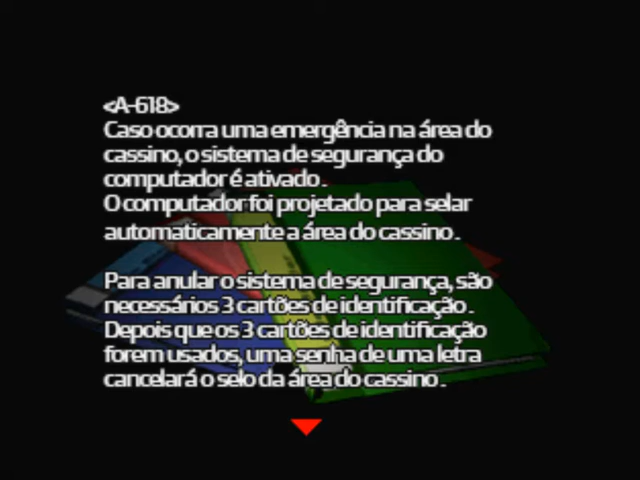 <A-618>
Caso ocorra uma emergência na área do
cassino, o sistema de segurança do
computador é ativado.
O computador foi projetado para selar
automaticamente a área do cassino.
Para anular o sistema de segurança, são
necessários 3 cartões de identificação.
Depois que os 3 cartões de identificação
forem usados, uma senha de uma letra
cancelará o selo da área do cassino.